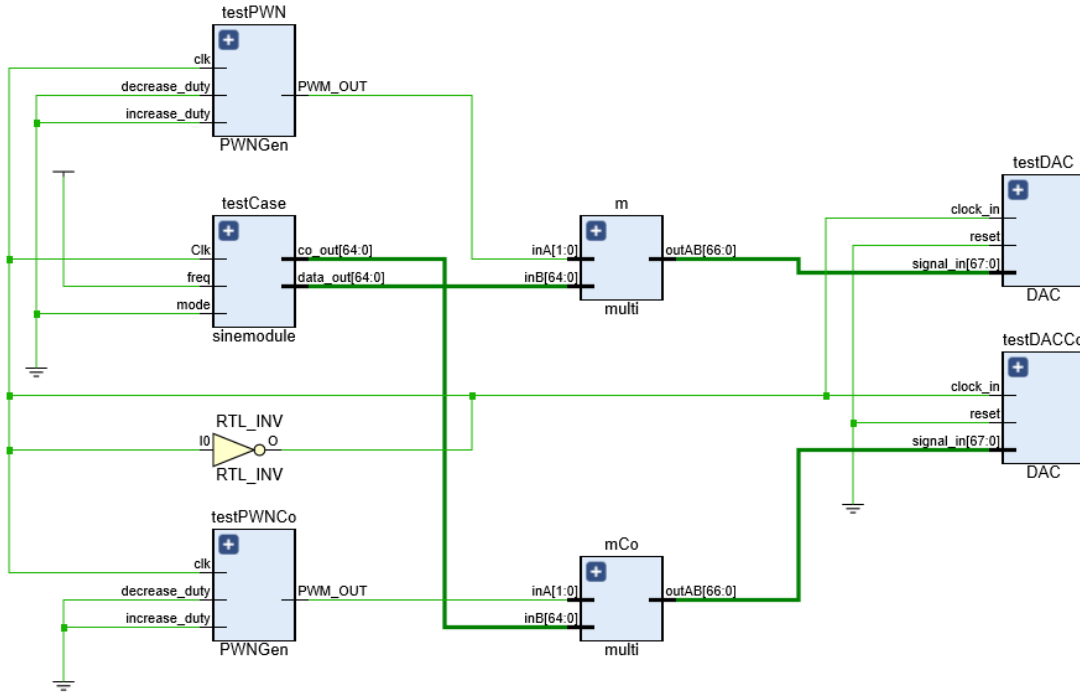 testPWN
clk
decrease_duty
increase_duty
PWM_OUT
PWNGen
testCase
Clk
freq
mode
co_out[64:0]
data_out[64:0]
sinemodule
m
inA[1:0]
inB[64:0]
outAB[66:0]
multi
testDAC
clock_in
reset
signal_in[67:0]
DAC
testDACCo
clock_in
reset
signal_in[67:0]
DAC
RTL_INV
I0
O
RTL_INV
testPWNCo
clk
decrease_duty
increase_duty
PWM_OUT
PWNGen
mCo
inA[1:0]
inB[64:0]
outAB[66:0]
multi